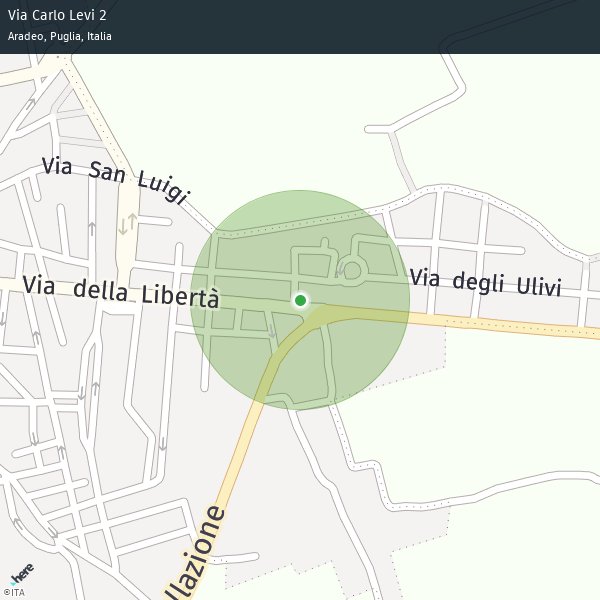 Via Carlo Levi 2
Aradeo, Puglia, Italia
Via San Luigi
Via della Libertà
Via degli Ulivi
llazione
here
©ITA